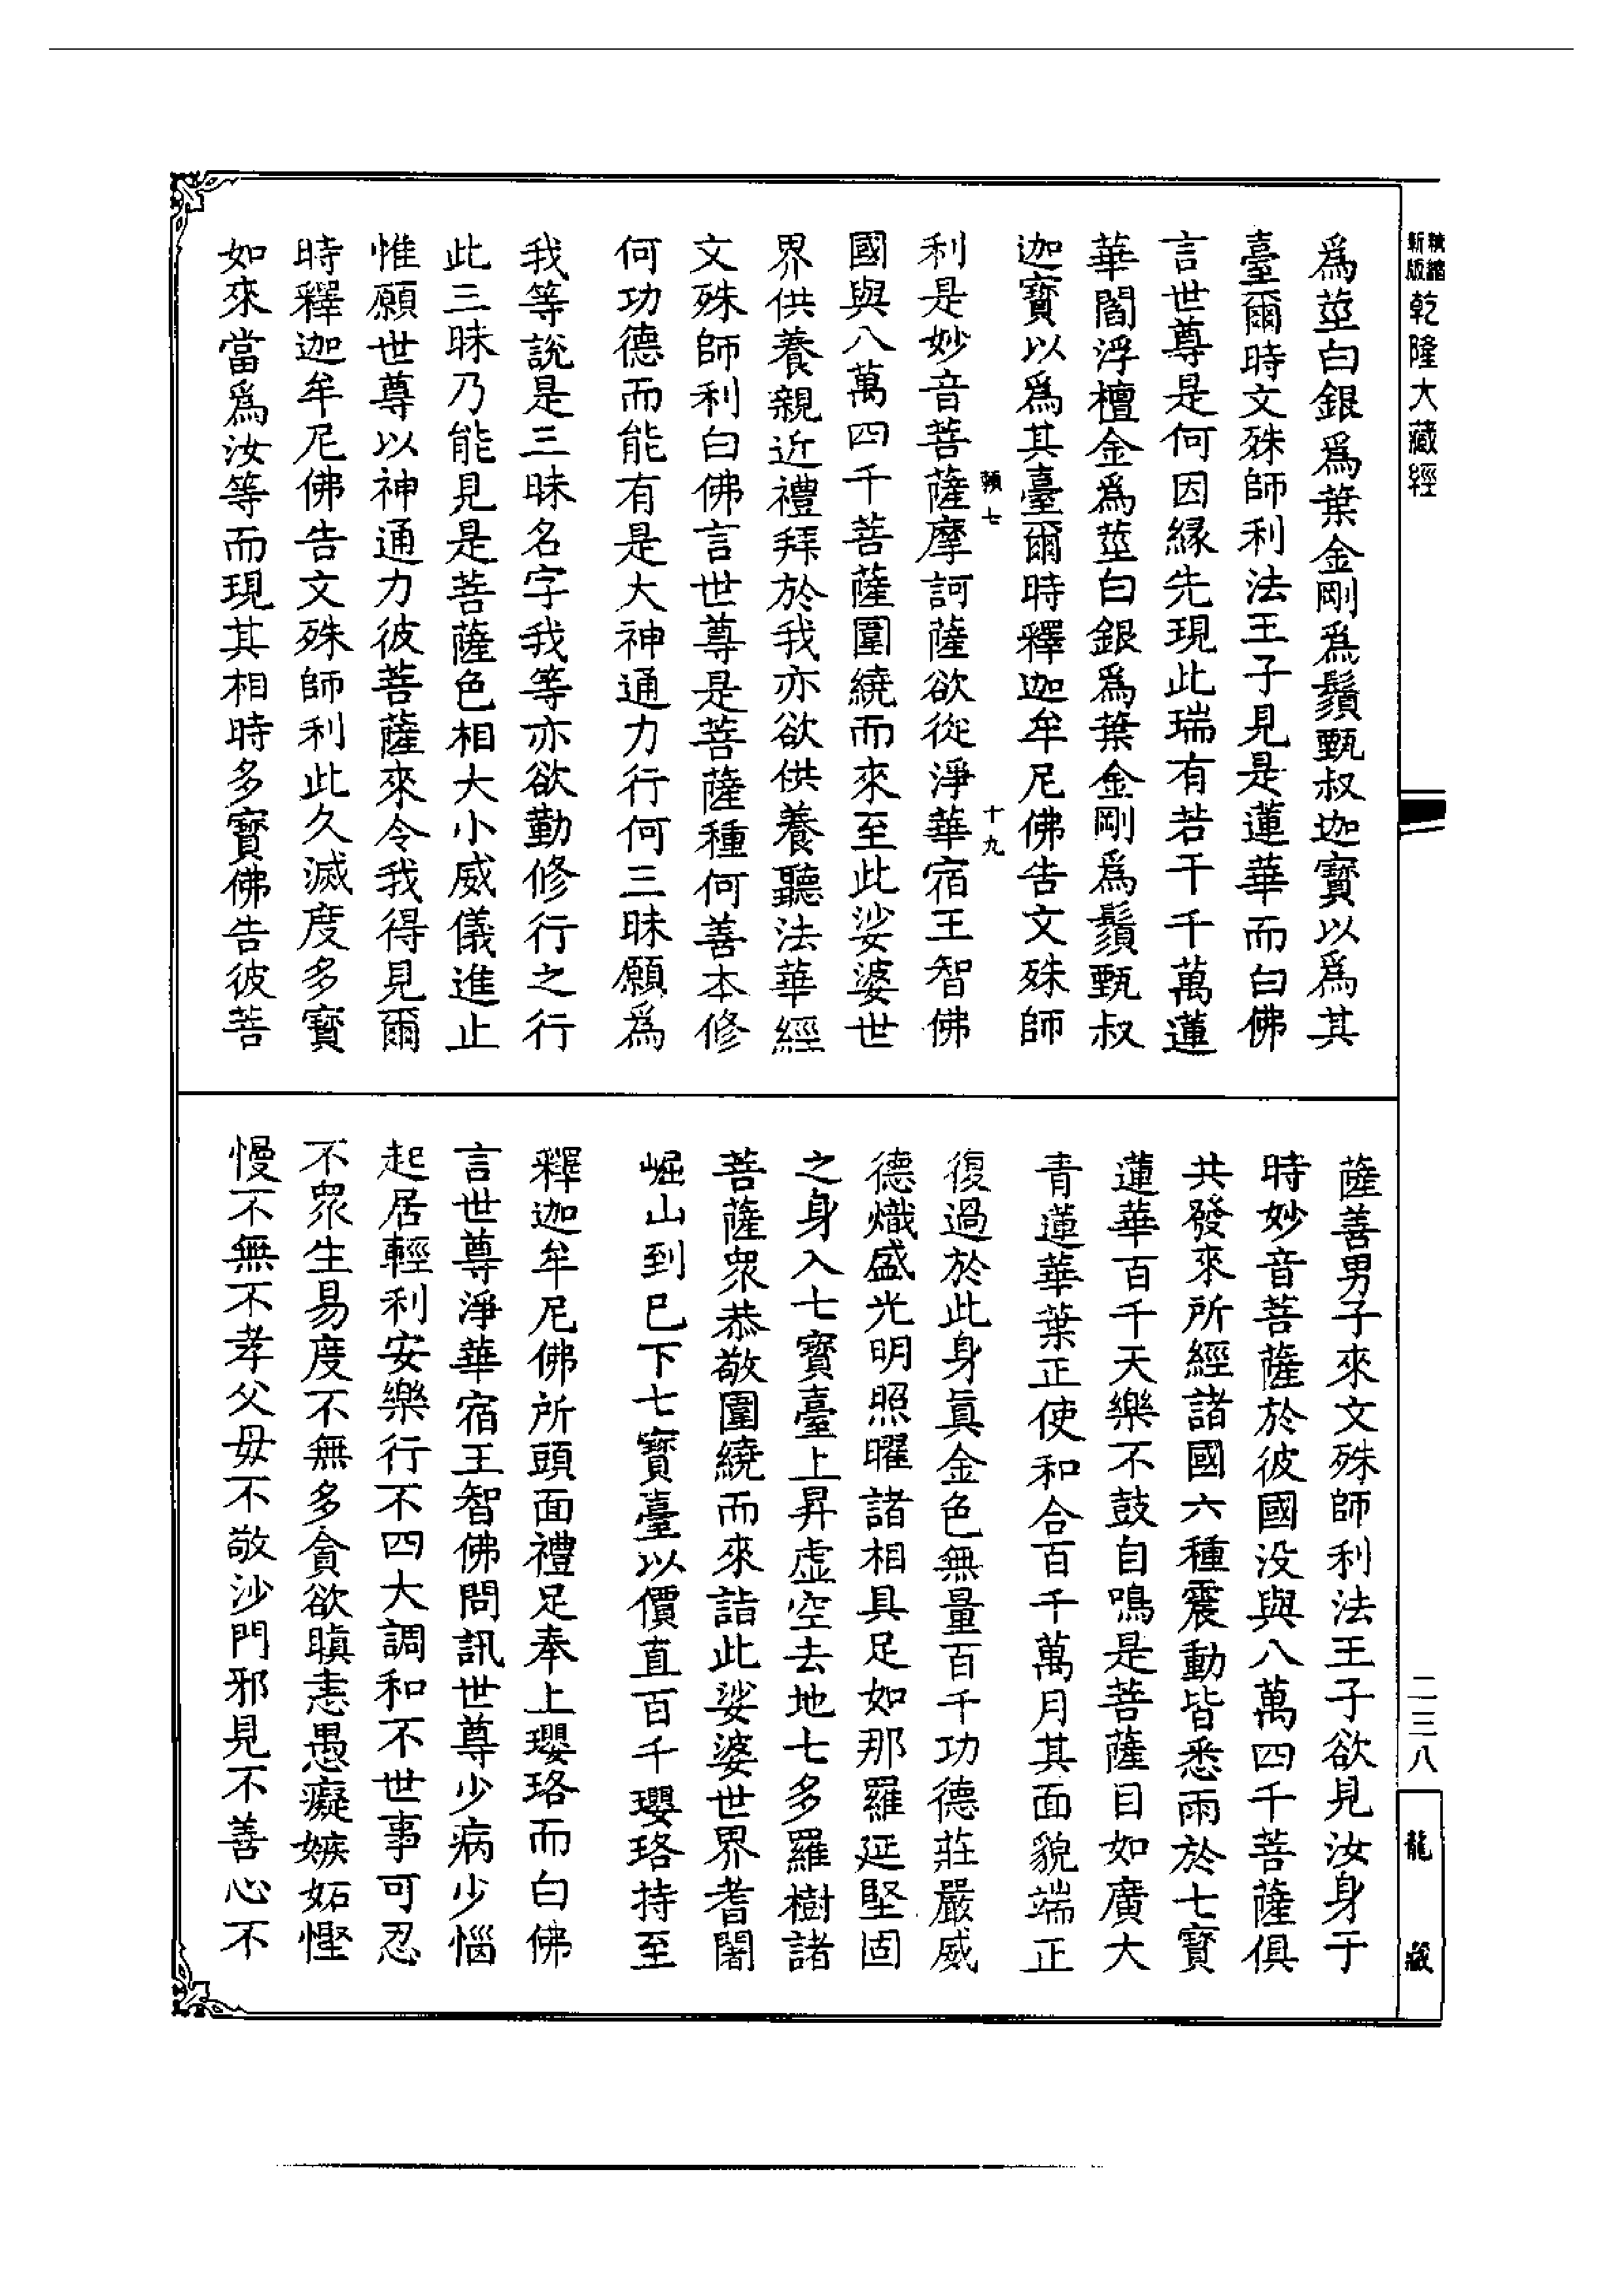 精縮新版乾隆大藏經
爲莖白銀爲葉金剛爲鬚甄叔迦寶以爲其
臺爾時文殊師利法王子見是蓮華而白佛
言世尊是何因緣先現此瑞有若干千萬蓮
華閻浮檀金爲莖白銀爲葉金剛爲鬚甄叔
迦寶以爲其臺爾時釋迦牟尼佛告文殊師
頼七 十九
利是妙音菩薩摩訶薩欲從淨華宿王智佛
國與八萬四千菩薩圍繞而來至此娑婆世
界供養親近禮拜於我亦欲供養聽法華經
文殊師利白佛言世尊是菩薩種何善本修
何功德而能有是大神通力行何三昧願爲
我等說是三昧名字我等亦欲勤修行之行
此三昧乃能見是菩薩色相大小威儀進止
惟願世尊以神通力彼菩薩來令我得見爾
時釋迦牟尼佛告文殊師利此久滅度多寶
如來當爲汝等而現其相時多寶佛告彼菩
薩善男子來文殊師利法王子欲見汝身于
時妙音菩薩於彼國没與八萬四千菩薩俱
共發來所經諸國六種震動皆悉雨於七寶
蓮華百千天樂不鼓自鳴是菩薩目如廣大
青蓮華葉正使和合百千萬月其面貌端正
復過於此身真金色無量百千功德莊嚴威
德熾盛光明照曜諸相具足如那羅延堅固
之身入七寶臺上昇虛空去地七多羅樹諸
菩薩衆恭敬圍繞而來詣此娑婆世界耆闍
崛山到已下七寶臺以價直百千瓔珞持至
釋迦牟尼佛所頭面禮足奉上瓔珞而白佛
言世尊淨華宿王智佛問訊世尊少病少惱
起居輕利安樂行不四大調和不世事可忍
不衆生易度不無多貪欲瞋恚愚癡嫉妬慳
慢不無不孝父母不敬沙門邪見不善心不
二三八
龍藏